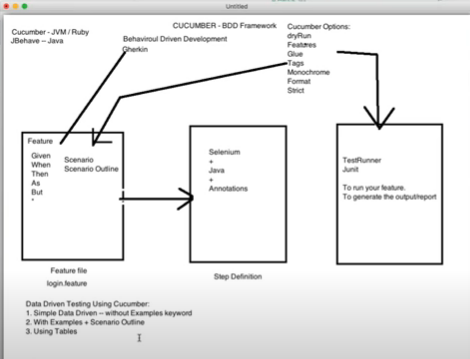 Untitled
CUCUMBER - BDD Framework
Cucumber - JVM / Ruby
JBehave -- Java
Behaviroul Driven Development
Gherkin
Cucumber Options:
dryRun
Features
Glue
Tags
Monochrome
Format
Strict
Feature
Given
When
Then
As
But
*
Scenario
Scenario Outline
Selenium
+
Java
+
Annotations
TestRunner
Junit
To run your feature.
To generate the output/report
Feature file
login.feature
Step Definition
Data Driven Testing Using Cucumber:
1. Simple Data Driven -- without Examples keyword
2. With Examples + Scenario Outline
3. Using Tables